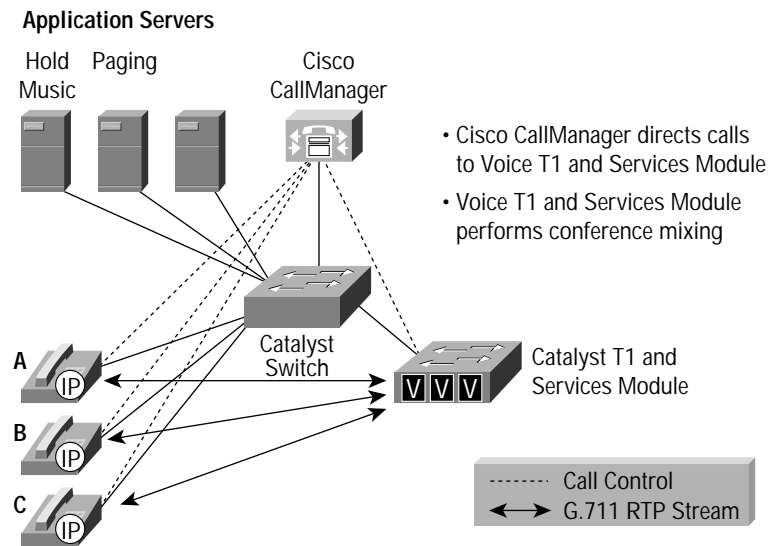 Application Servers
Hold Music
Paging
Cisco CallManager
• Cisco CallManager directs calls
to Voice T1 and Services Module
• Voice T1 and Services Module
performs conference mixing
Catalyst Switch
A
IP
B
IP
C
IP
V V V
Catalyst T1 and
Services Module
Call Control
G.711 RTP Stream